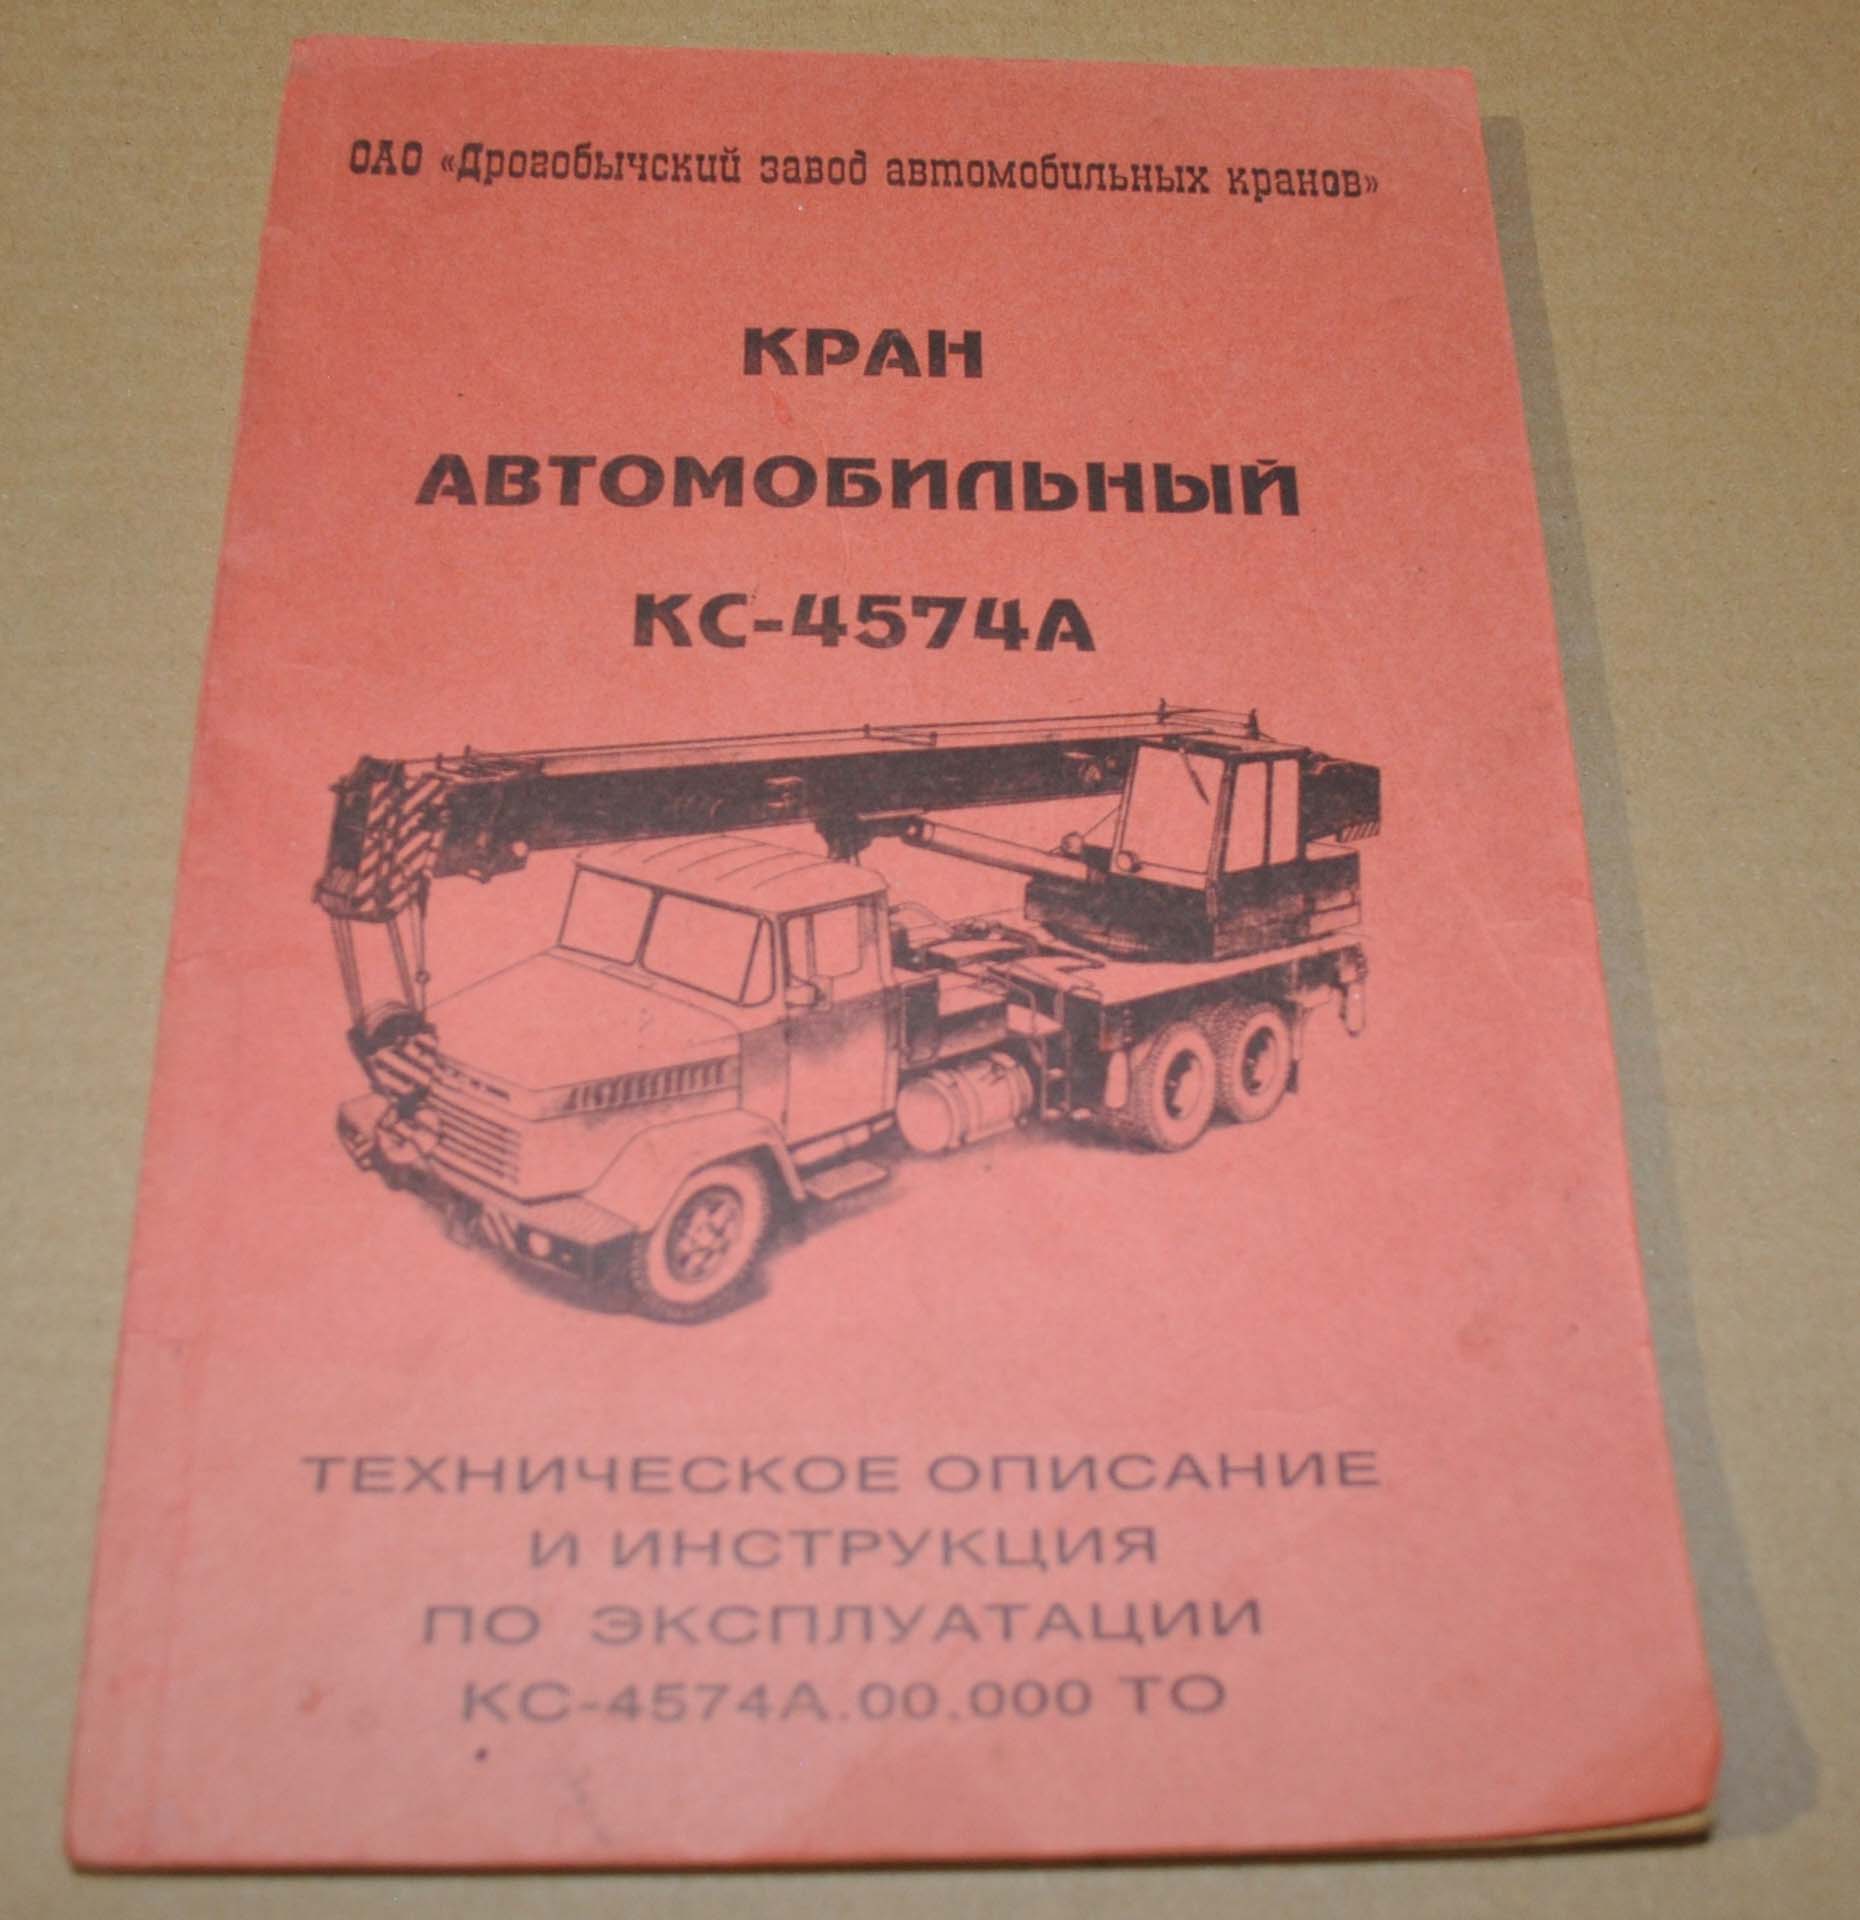 ОАО «Дрогобычский завод автомобильных кранов»
КРАН
АВТОМОБИЛЬНЫЙ
КС-4574А
ТЕХНИЧЕСКОЕ ОПИСАНИЕ
И ИНСТРУКЦИЯ
ПО ЭКСПЛУАТАЦИИ
КС-4574А.00.000 ТО